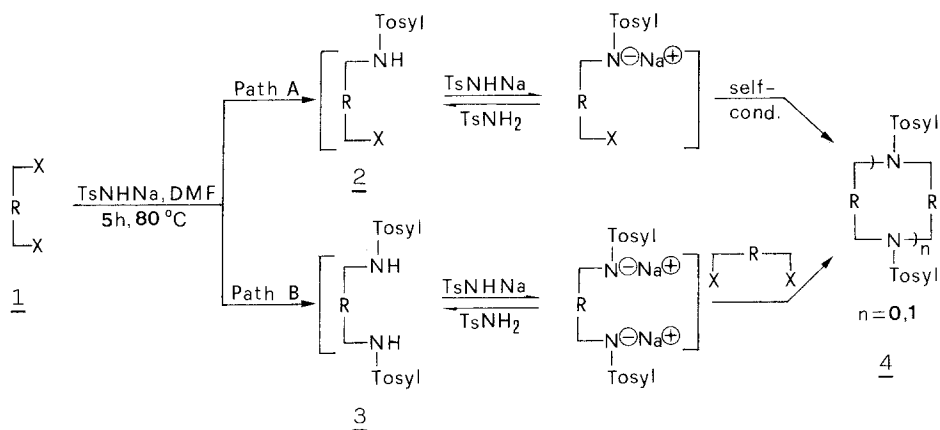 Tosyl
NH
R
X
2
Path A
TsNHNa
TsNH2
Tosyl
N⊖Na⊕
R
X
self-
cond.
X
R
X
1
TsNHNa, DMF
5h, 80 °C
Path B
Tosyl
NH
R
NH
Tosyl
3
TsNHNa
TsNH2
Tosyl
N⊖Na⊕
R
N⊖Na⊕
Tosyl
R
X X
Tosyl
)N
R R
N)n
Tosyl
n=0,1
4